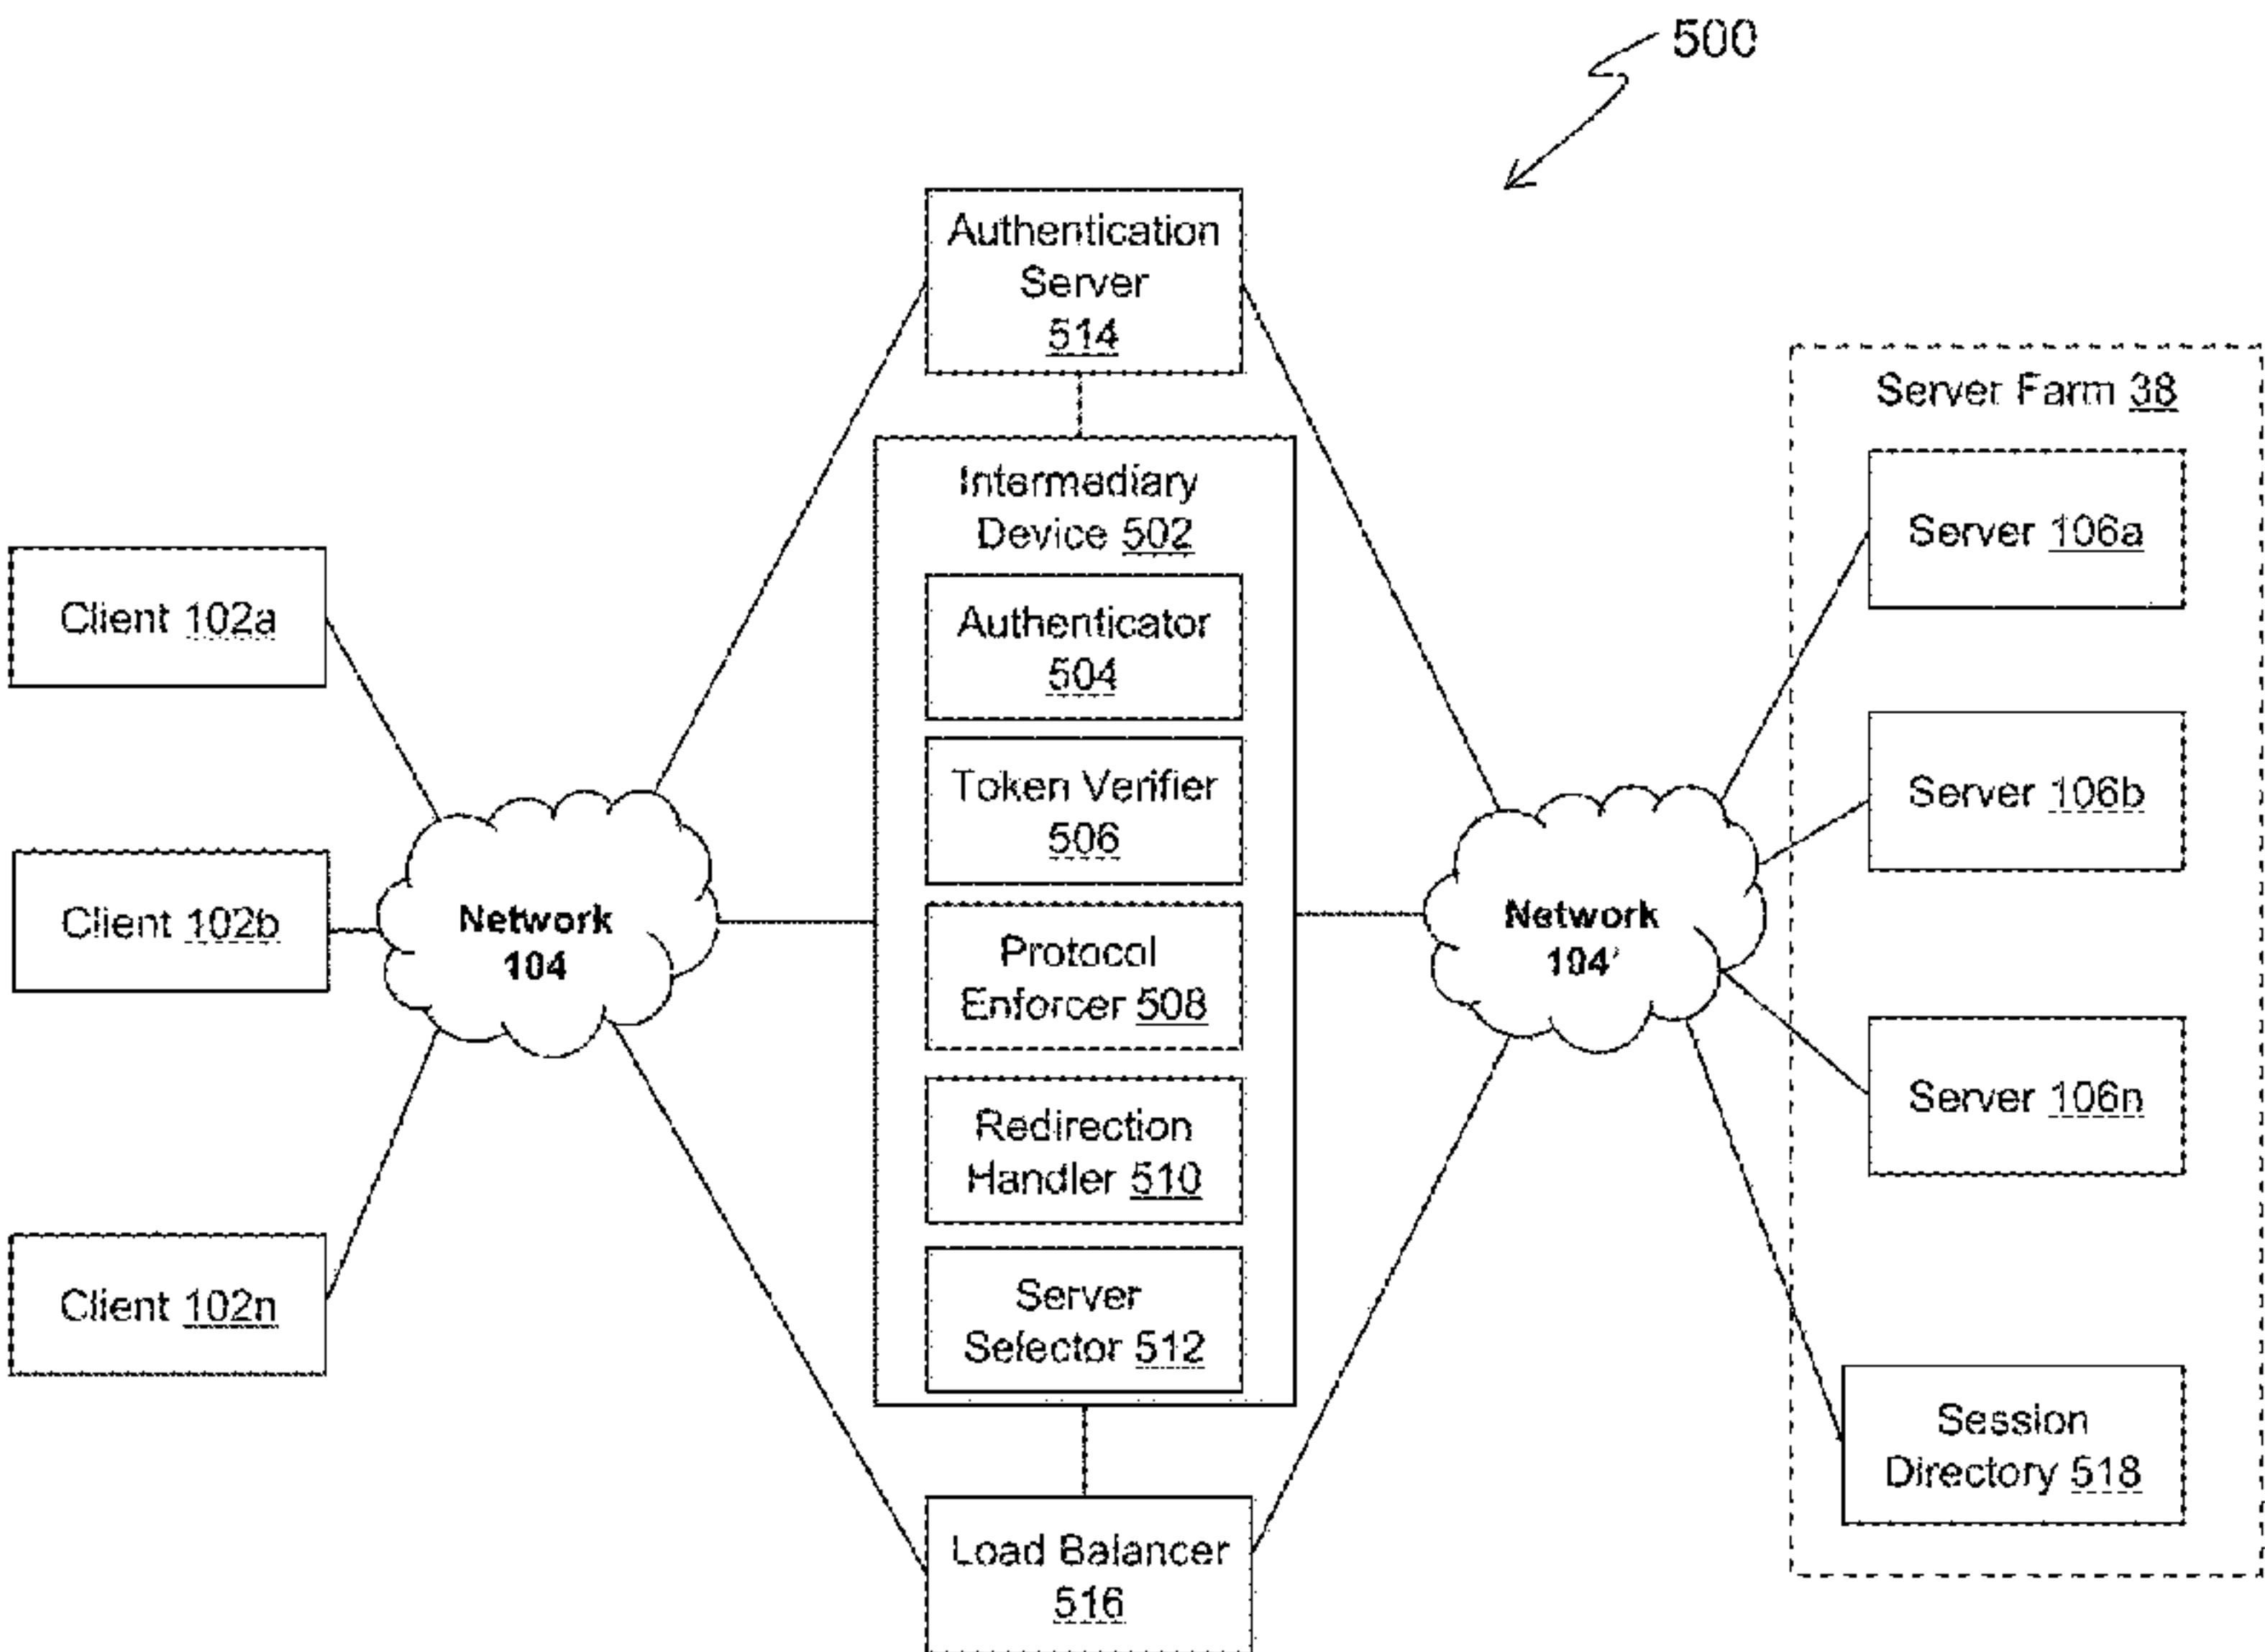 500
Authentication
Server
514
Intermediary
Device 502
Authenticator
504
Token Verifier
506
Protocol
Enforcer 508
Redirection
Handler 510
Server
Selector 512
Load Balancer
516
Client 102a
Client 102b
Client 102n
Network
104
Network
104'
Server Farm 38
Server 106a
Server 106b
Server 106n
Session
Directory 518